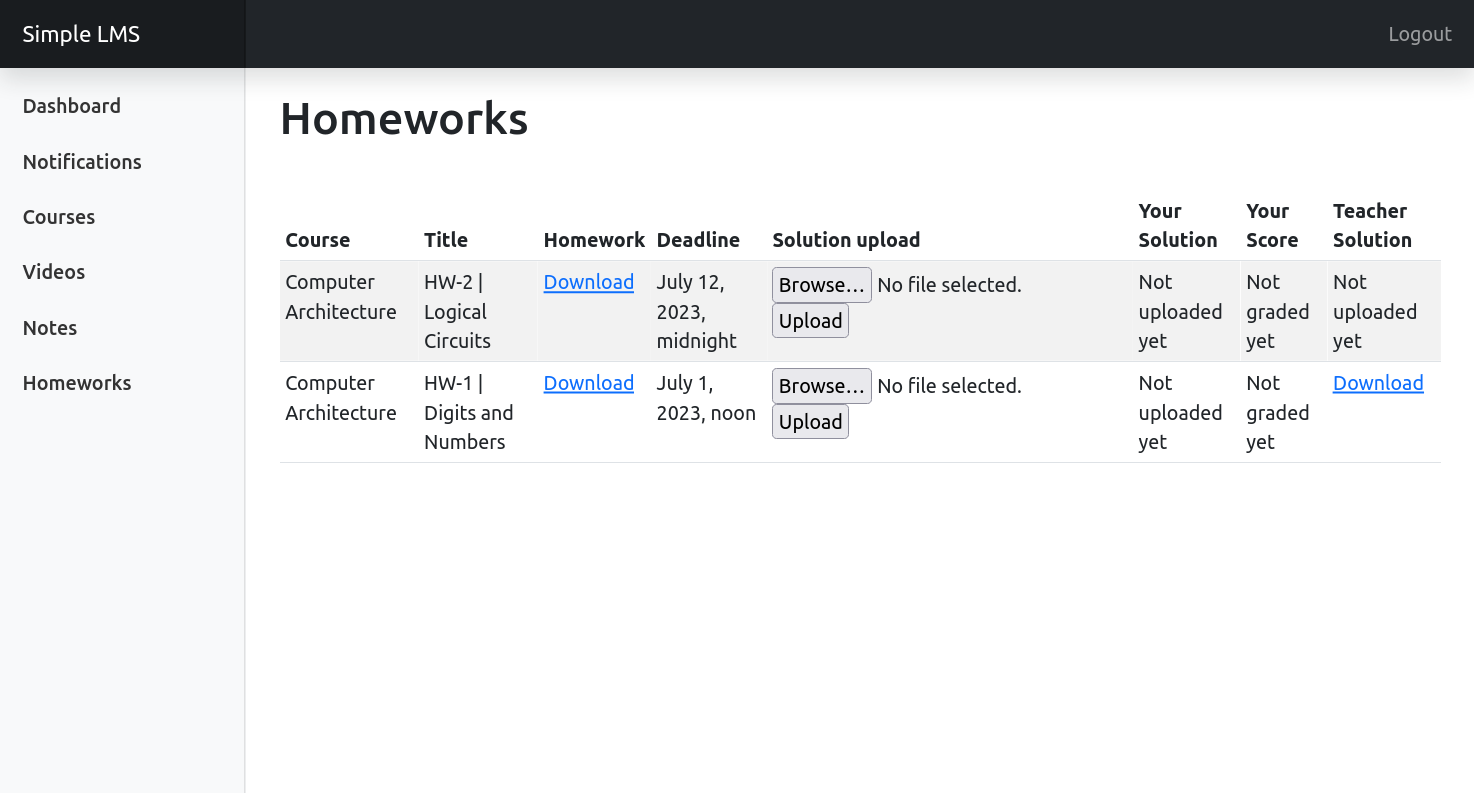 Simple LMS
Logout
Dashboard
Notifications
Courses
Videos
Notes
Homeworks
Homeworks
Course Title Homework Deadline Solution upload Your Solution Your Score Teacher Solution
Computer Architecture HW-2 | Logical Circuits Download July 12, 2023, midnight Browse... No file selected. Upload Not uploaded yet Not graded yet Not uploaded yet
Computer Architecture HW-1 | Digits and Numbers Download July 1, 2023, noon Browse... No file selected. Upload Not uploaded yet Not graded yet Download